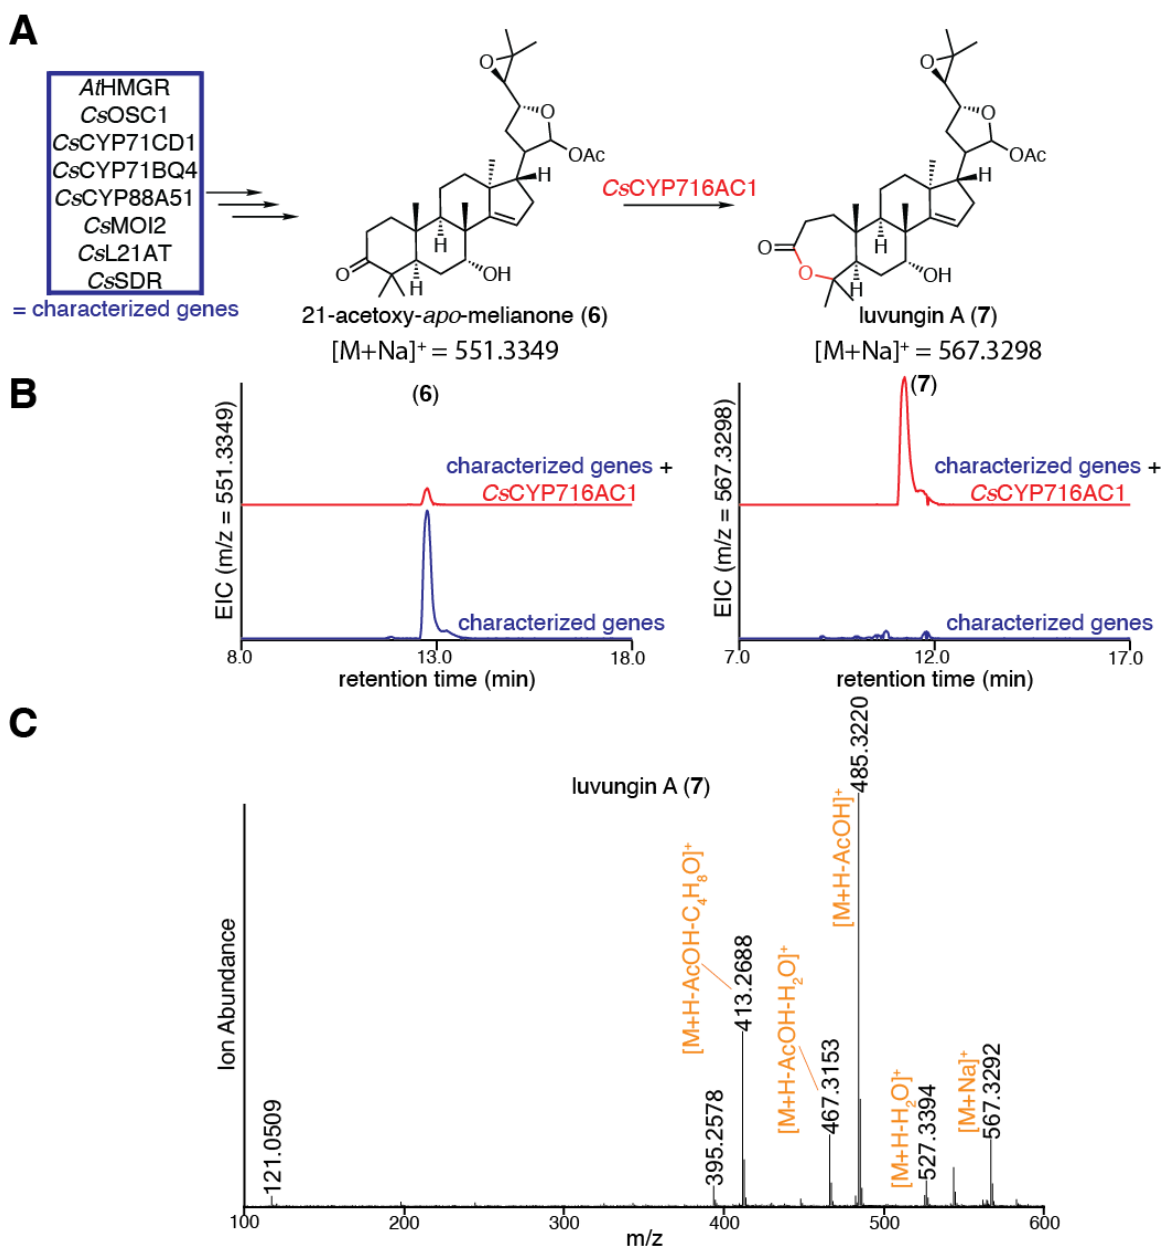 A
AtHMGR
CsOSC1
CsCYP71CD1
CsCYP71BQ4
CsCYP88A51
CsMOI2
CsL21AT
CsSDR
= characterized genes
O
O
OAc
H
H
H
O
OH
21-acetoxy-apo-melianone (6)
[M+Na]⁺ = 551.3349
CsCYP716AC1
O
O
OAc
H
H
H
O
O
OH
luvungin A (7)
[M+Na]⁺ = 567.3298
B
(6)
EIC (m/z = 551.3349)
characterized genes +
CsCYP716AC1
characterized genes
8.0 13.0 18.0
retention time (min)
(7)
EIC (m/z = 567.3298)
characterized genes +
CsCYP716AC1
characterized genes
7.0 12.0 17.0
retention time (min)
C
luvungin A (7)
Ion Abundance
121.0509
395.2578
[M+H-AcOH-C₄H₈O]⁺
413.2688
[M+H-AcOH-H₂O]⁺
467.3153
[M+H-AcOH]⁺
485.3220
[M+H-H₂O]⁺
527.3394
[M+Na]⁺
567.3292
100 200 300 400 500 600
m/z